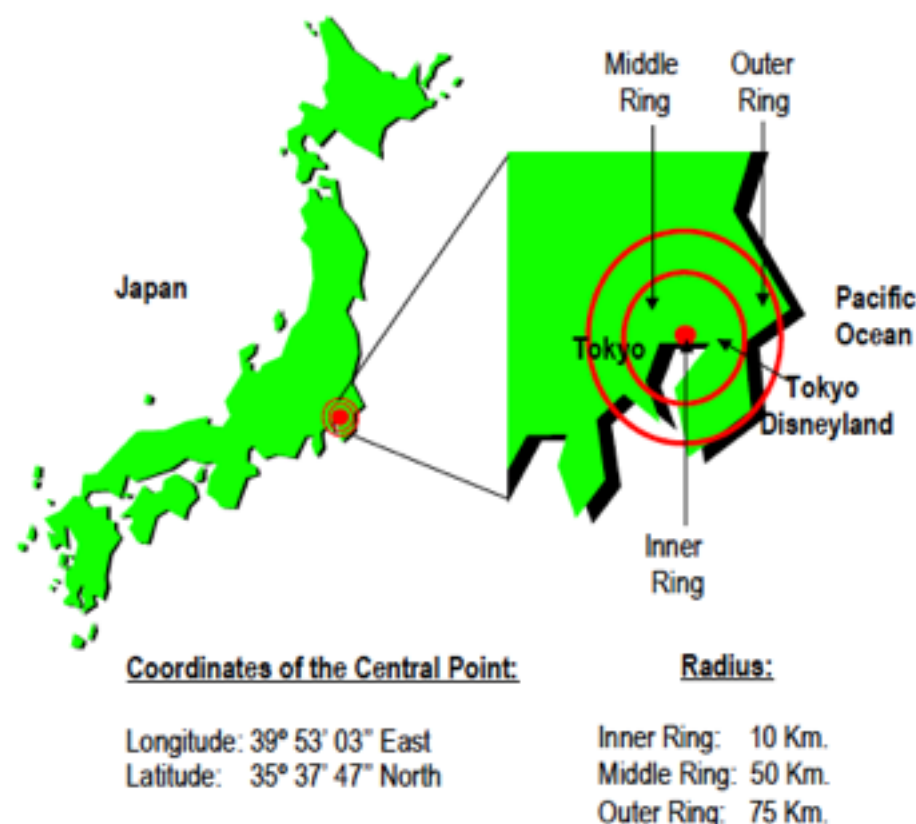 Middle
Ring
Outer
Ring
Japan
Pacific
Ocean
Tokyo
Tokyo
Disneyland
Inner
Ring
Coordinates of the Central Point:
Longitude: 39° 53' 03" East
Latitude: 35° 37' 47" North
Radius:
Inner Ring: 10 Km.
Middle Ring: 50 Km.
Outer Ring: 75 Km.